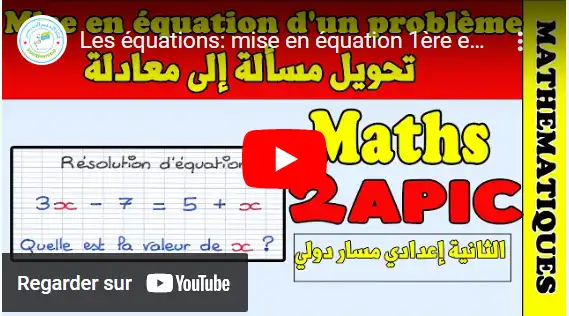 Mise en équation d'un problème
Les équations: mise en équation 1ère e...
تحويل مسألة إلى معادلة
Maths
2APIC
الثانية إعدادي مسار دولي
Résolution d'équation
3x - 7 = 5 + x
Quelle est la valeur de x ?
MATHEMATIQUES
Regarder sur YouTube